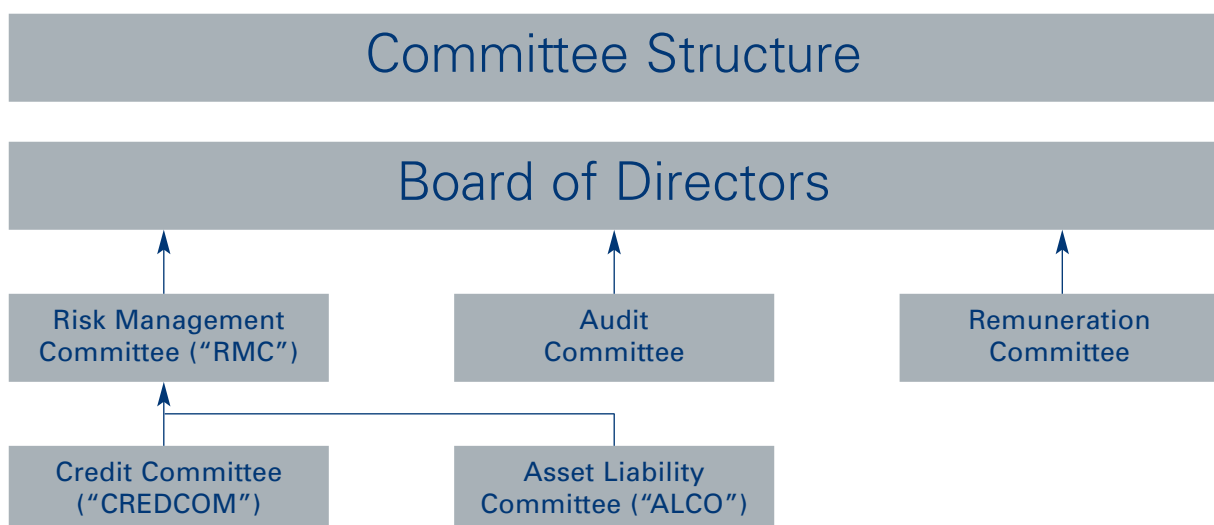 Committee Structure
Board of Directors
Risk Management
Committee (“RMC”)
Audit
Committee
Remuneration
Committee
Credit Committee
(“CREDCOM”)
Asset Liability
Committee (“ALCO”)